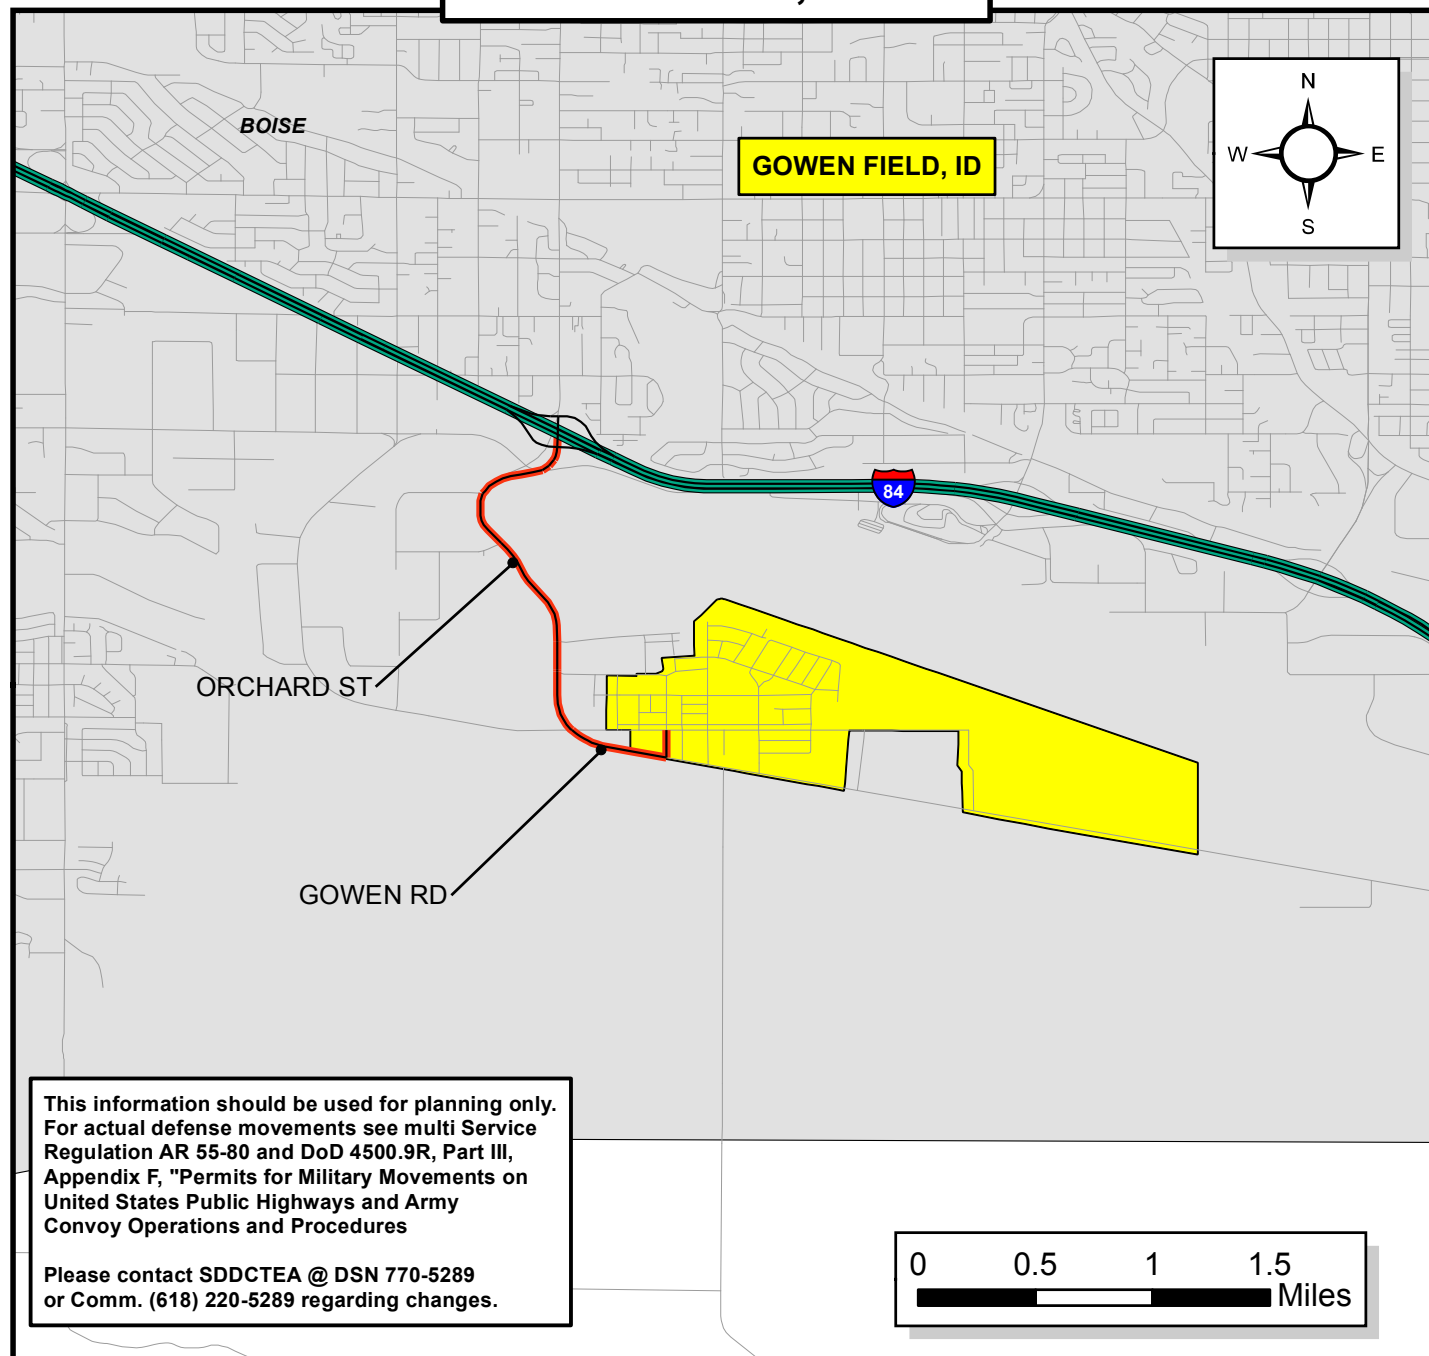 BOISE
GOWEN FIELD, ID
N
W
E
S
84
ORCHARD ST
GOWEN RD
This information should be used for planning only.
For actual defense movements see multi Service
Regulation AR 55-80 and DoD 4500.9R, Part III,
Appendix F, "Permits for Military Movements on
United States Public Highways and Army
Convoy Operations and Procedures
Please contact SDDCTEA @ DSN 770-5289
or Comm. (618) 220-5289 regarding changes.
0 0.5 1 1.5
Miles